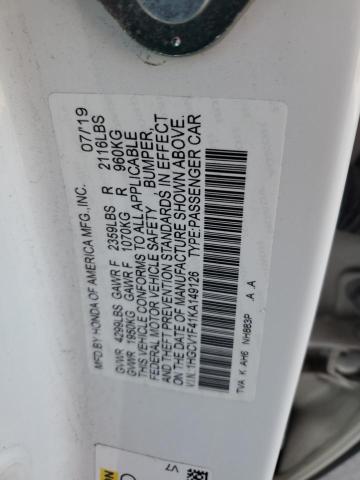 MFD.BY HONDA OF AMERICA MFG.,INC. 07/'19
GVWR 4299LBS GAWR F 2359LBS R 2116LBS
GVWR 1950KG GAWR F 1070KG R 960KG
THIS VEHICLE CONFORMS TO ALL APPLICABLE
FEDERAL MOTOR VEHICLE SAFETY BUMPER,
AND THEFT PREVENTION STANDARDS IN EFFECT
ON THE DATE OF MANUFACTURE SHOWN ABOVE.
V.I.N.:1HGCV1F41KA149126 TYPE:PASSENGER CAR
TVA K AH6 NH883P .A .A
V7